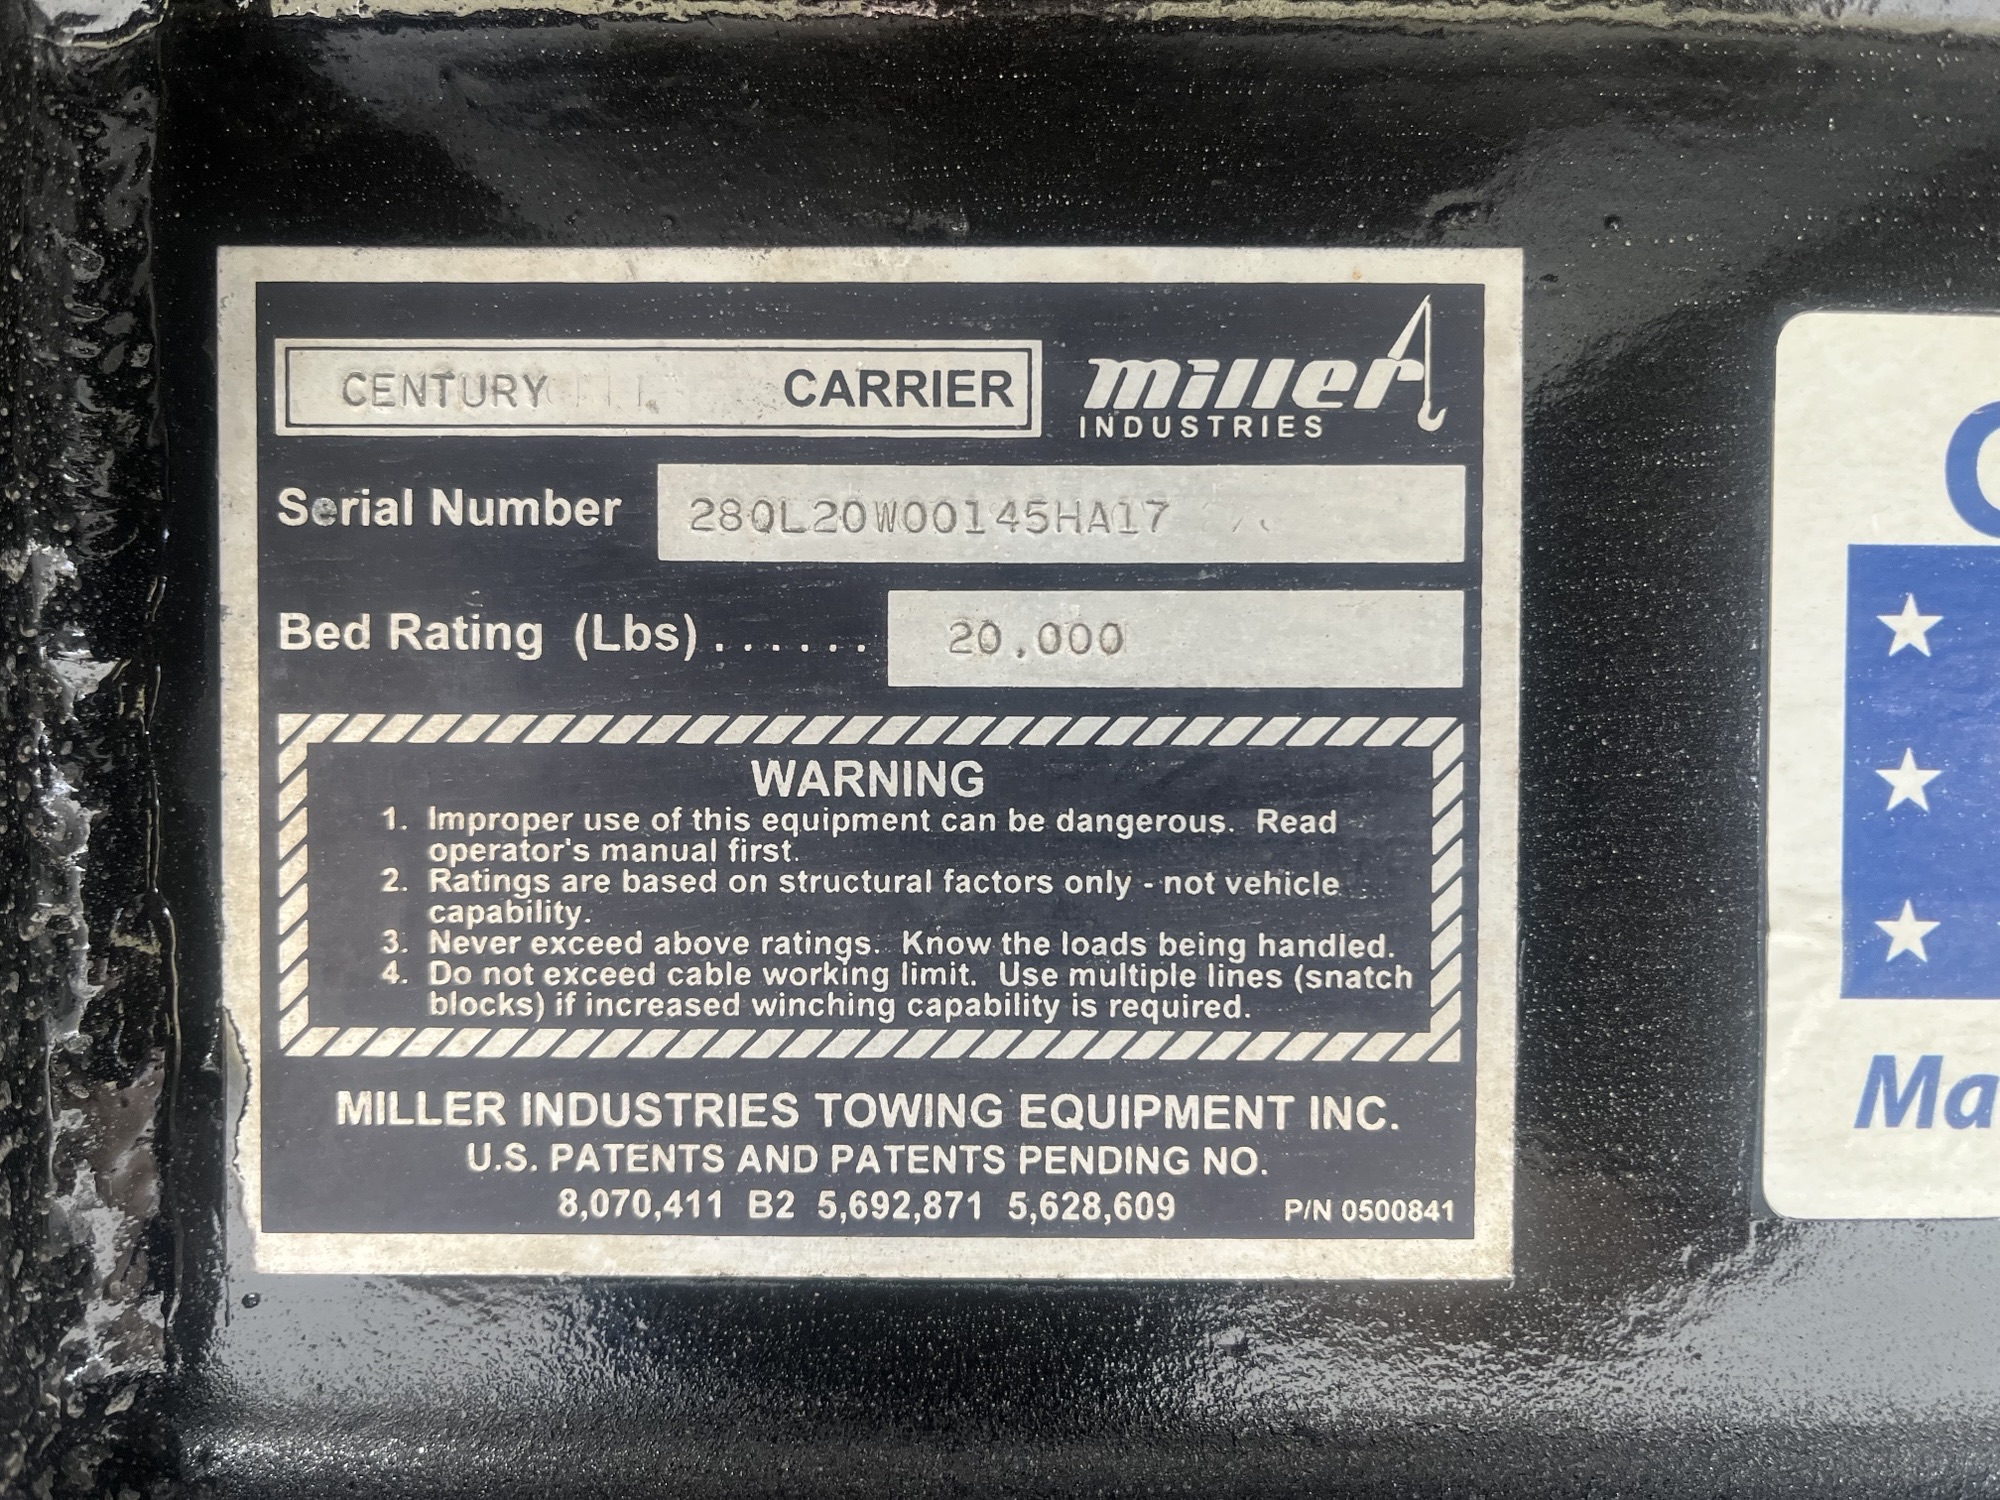 CENTURY CARRIER
miller
INDUSTRIES
Serial Number 280L20W00145HA17
Bed Rating (Lbs)...... 20.000
WARNING
1. Improper use of this equipment can be dangerous. Read
operator's manual first.
2. Ratings are based on structural factors only - not vehicle
capability.
3. Never exceed above ratings. Know the loads being handled.
4. Do not exceed cable working limit. Use multiple lines (snatch
blocks) if increased winching capability is required.
MILLER INDUSTRIES TOWING EQUIPMENT INC.
U.S. PATENTS AND PATENTS PENDING NO.
8,070,411 B2 5,692,871 5,628,609 P/N 0500841
Ma